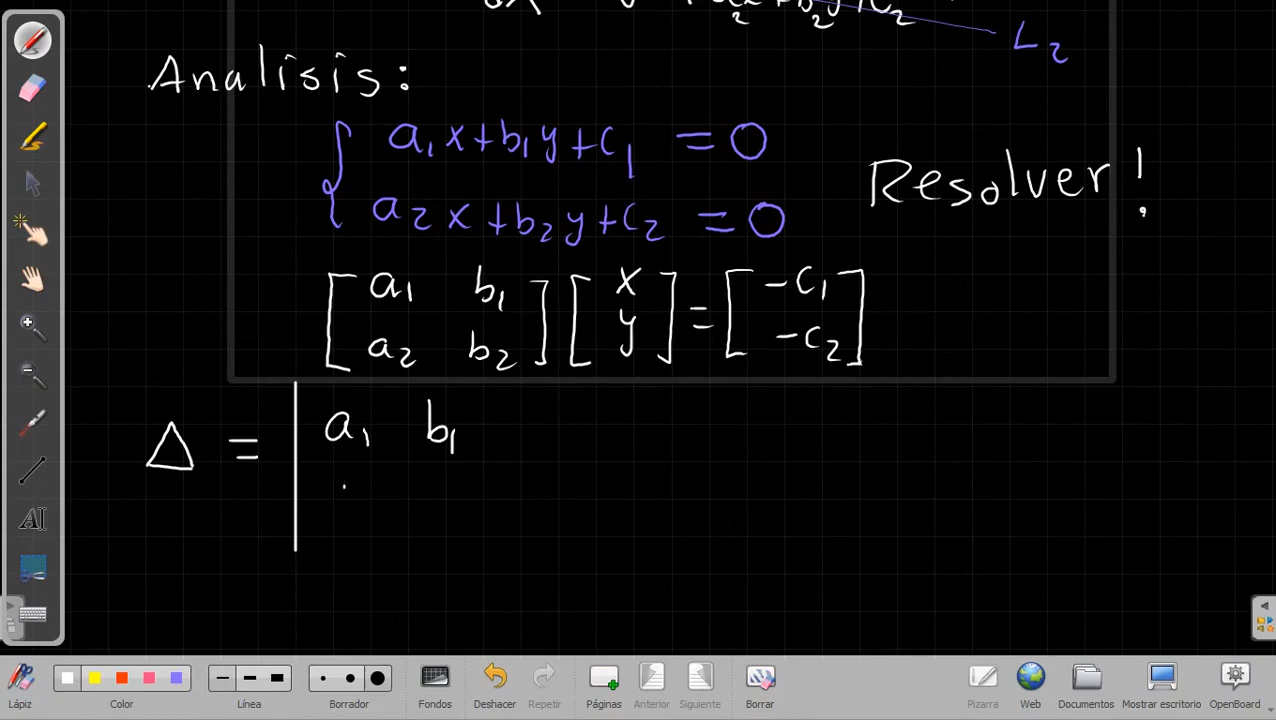 L₂
Analisis:
a₁x+b₁y+c₁ = 0
a₂x+b₂y+c₂ = 0
Resolver!
[ a₁ b₁ ] [ x ] = [ -c₁ ]
[ a₂ b₂ ] [ y ] [ -c₂ ]
Δ = | a₁ b₁
Lápiz
Color
Línea
Borrador
Fondos
Deshacer
Repetir
Páginas
Anterior
Siguiente
Borrar
Pizarra
Web
Documentos
Mostrar escritorio
OpenBoard